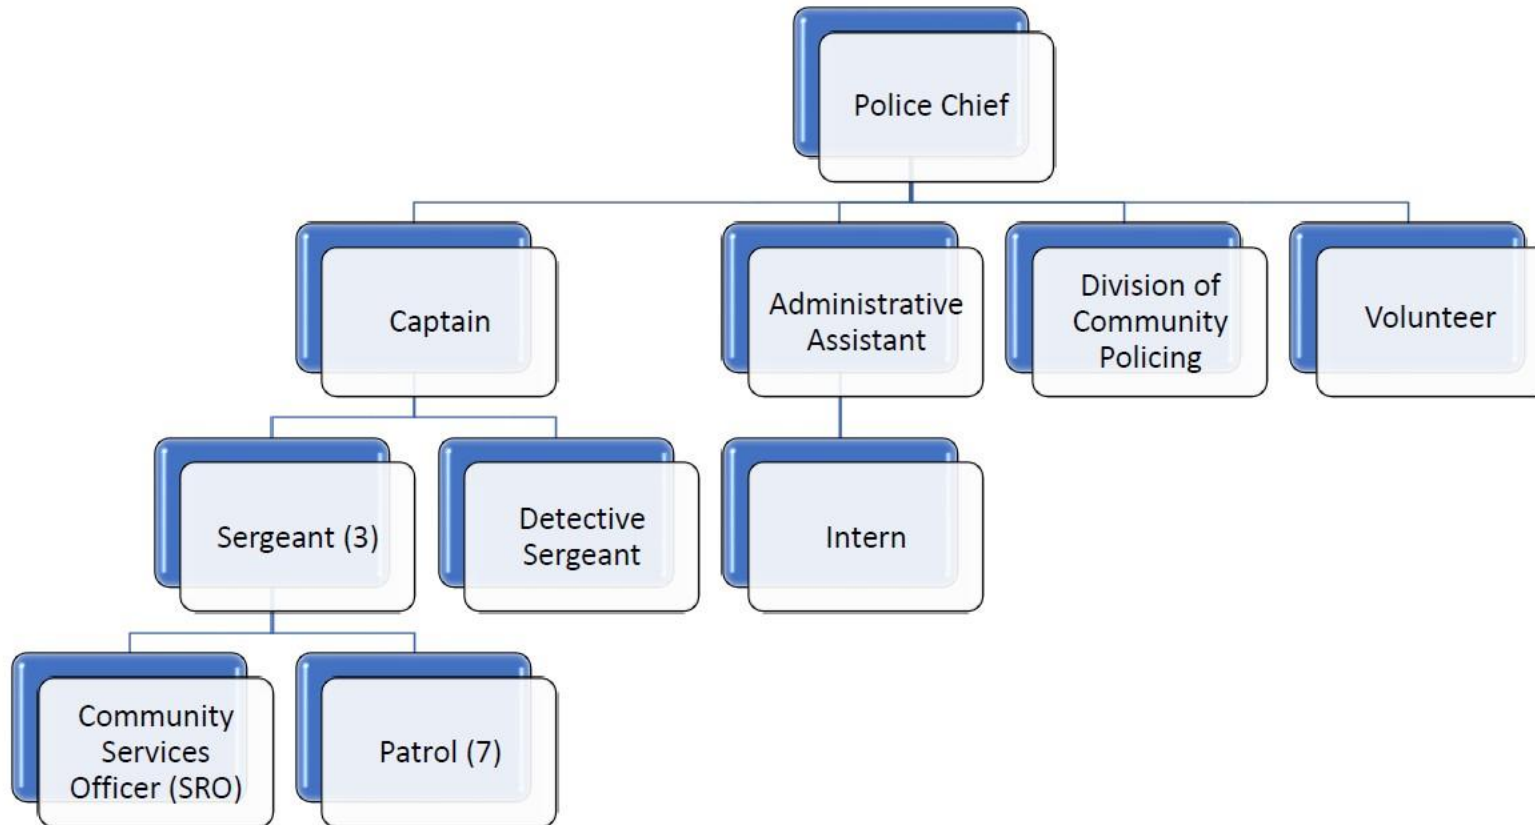 Police Chief
Captain
Administrative
Assistant
Division of
Community
Policing
Volunteer
Sergeant (3)
Detective
Sergeant
Intern
Community
Services
Officer (SRO)
Patrol (7)